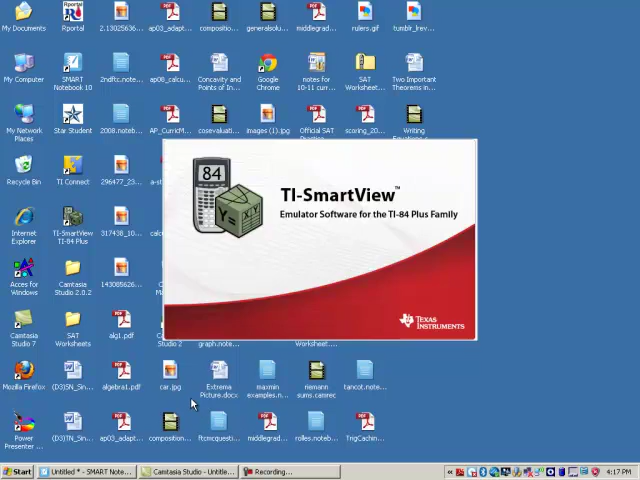 My Documents
Rportal
2.13025636...
ap03_adapt...
compositio...
generalsolu...
middlegrad...
rulers.gif
tumblr_lrev...
My Computer
SMART Notebook 10
2ndftc.note...
ap08_calcu...
Concavity and Points of In...
Google Chrome
notes for 10-11 curr...
SAT Worksheet...
Two Important Theorems in...
My Network Places
Star Student
2008.noteb...
AP_CurricM...
cosevaluati...
images (1).jpg
Official SAT
scoring_20...
Writing
Recycle Bin
TI Connect
296477_23...
Internet Explorer
TI-SmartView TI-84 Plus
317438_10...
Acces for Windows
Camtasia Studio 2.0.2
143085626...
Camtasia Studio 7
SAT Worksheets
alg1.pdf
Camtasia Studio 2
graph.note...
Worksheet...
84
Y=
X
Y
TI-SmartView™
Emulator Software for the TI-84 Plus Family
TEXAS
INSTRUMENTS
Mozilla Firefox
(D3)SN_Sin...
algebra1.pdf
car.jpg
Extrema Picture.docx
maxmin examples.n...
riemann sums.camrec
tancot.note...
Power Presenter ...
(D3)TN_Sin...
ap03_adapt...
composition...
ftcmcquesti...
middlegrad...
rolles.noteb...
TrigCachin...
Start
Untitled * - SMART Note...
Camtasia Studio - Untitle...
Recording...
4:17 PM